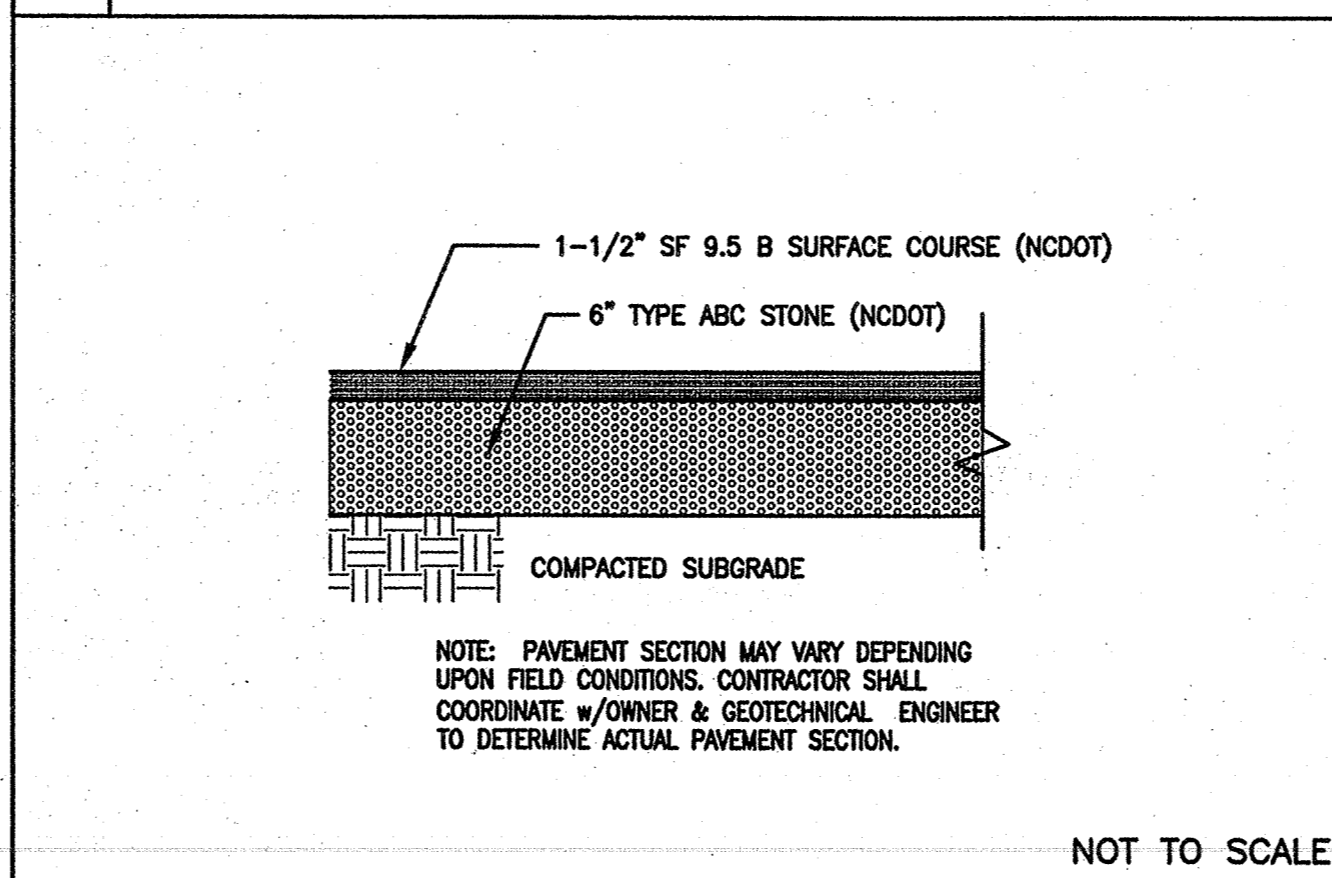 1-1/2" SF 9.5 B SURFACE COURSE (NCDOT)
6" TYPE ABC STONE (NCDOT)
COMPACTED SUBGRADE
NOTE: PAVEMENT SECTION MAY VARY DEPENDING
UPON FIELD CONDITIONS. CONTRACTOR SHALL
COORDINATE w/OWNER & GEOTECHNICAL ENGINEER
TO DETERMINE ACTUAL PAVEMENT SECTION.
NOT TO SCALE